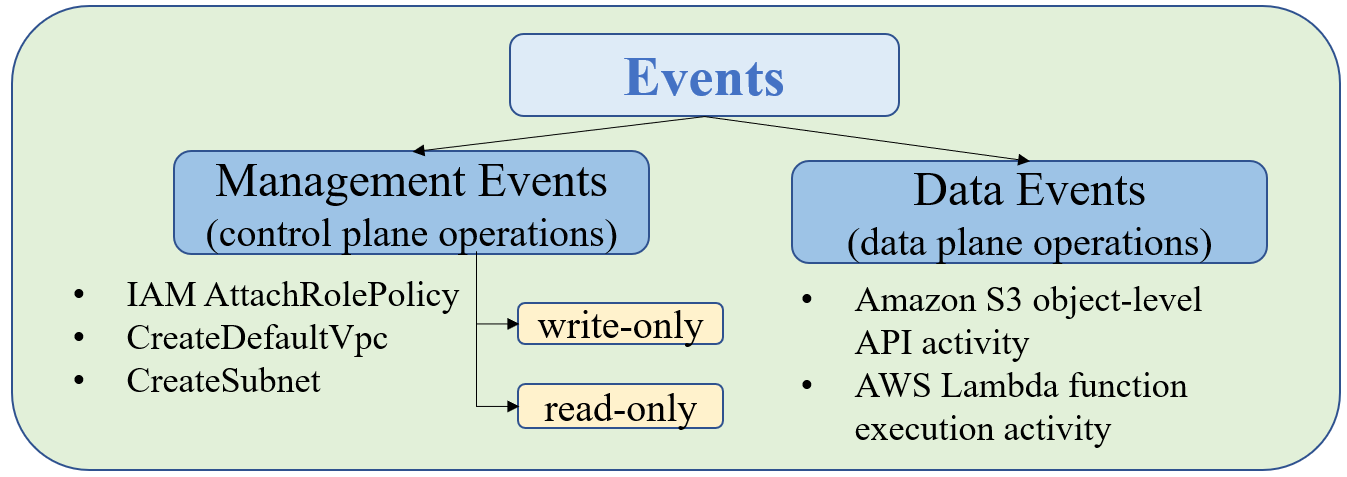 Events
Management Events
(control plane operations)
• IAM AttachRolePolicy
• CreateDefaultVpc
• CreateSubnet
write-only
read-only
Data Events
(data plane operations)
• Amazon S3 object-level
API activity
• AWS Lambda function
execution activity